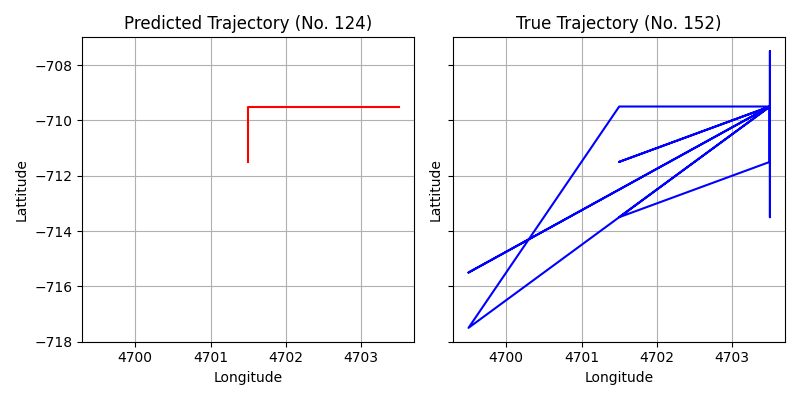 Predicted Trajectory (No. 124)
True Trajectory (No. 152)
−708
−710
−712
−714
−716
−718
Lattitude
Lattitude
4700
4701
4702
4703
4700
4701
4702
4703
Longitude
Longitude